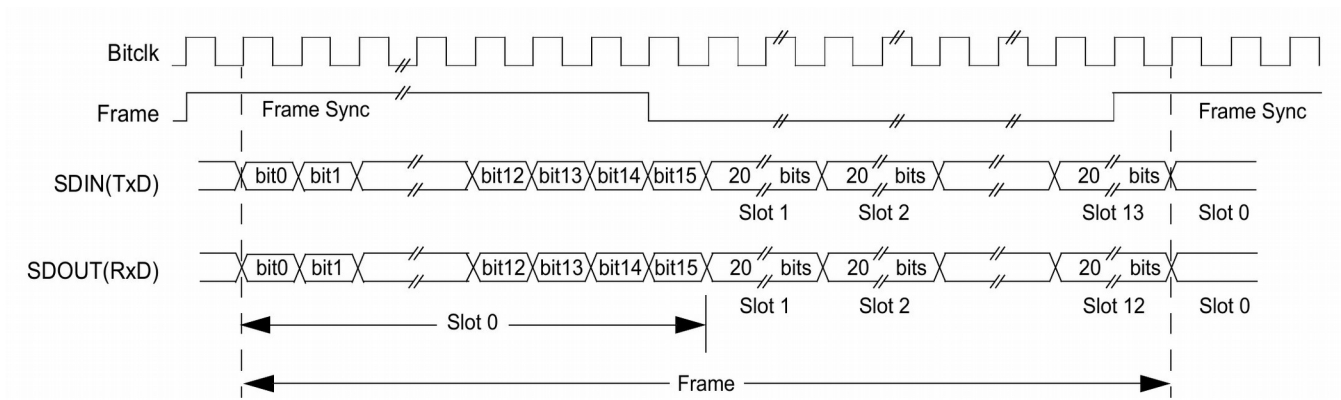 Bitclk
Frame
Frame Sync
Frame Sync
SDIN(TxD)
bit0 bit1 bit12 bit13 bit14 bit15 20 bits 20 bits 20 bits
Slot 1 Slot 2 Slot 13 Slot 0
SDOUT(RxD)
bit0 bit1 bit12 bit13 bit14 bit15 20 bits 20 bits 20 bits
Slot 1 Slot 2 Slot 12 Slot 0
Slot 0
Frame